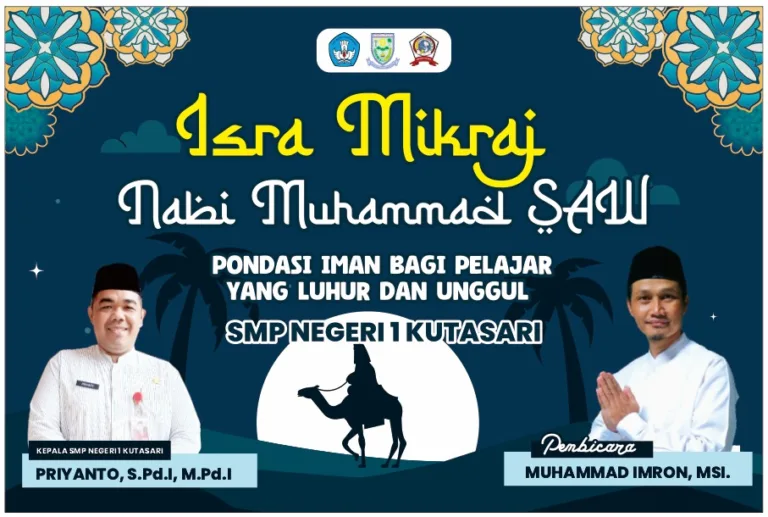 Isra Mikraj
Nabi Muhammad SAW
PONDASI IMAN BAGI PELAJAR
YANG LUHUR DAN UNGGUL
SMP NEGERI 1 KUTASARI
KEPALA SMP NEGERI 1 KUTASARI
PRIYANTO, S.Pd.I, M.Pd.I
Pembicara
MUHAMMAD IMRON, MSI.